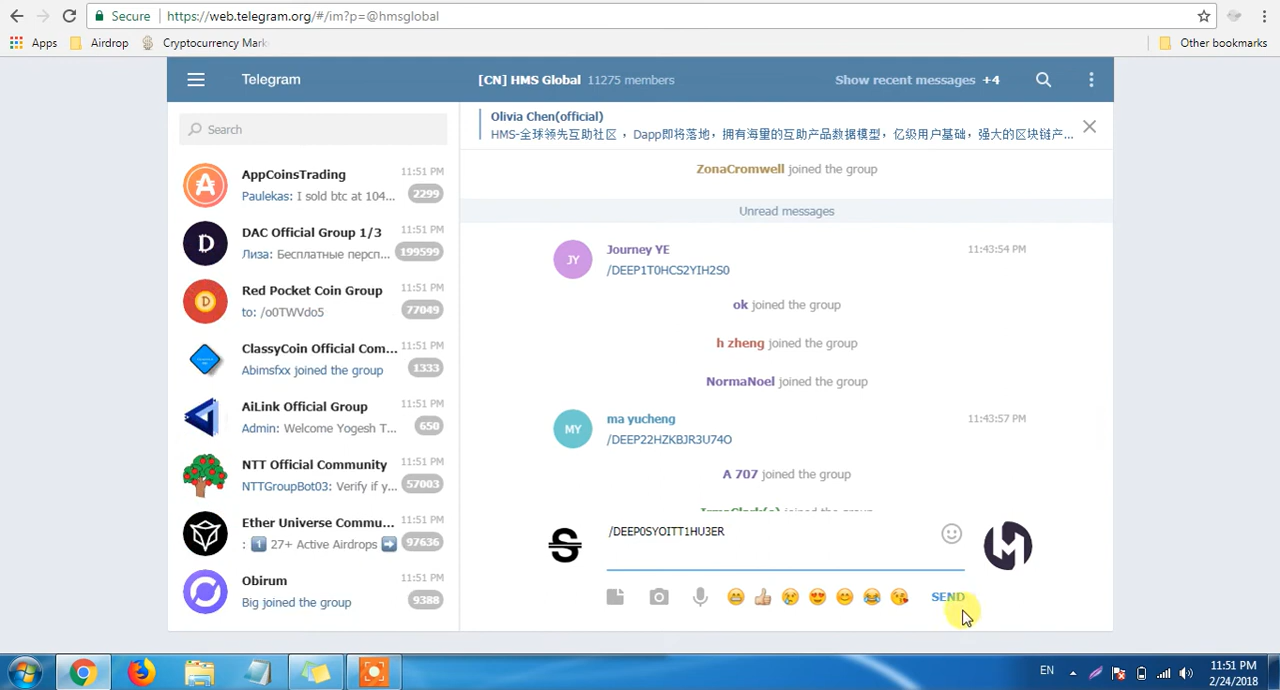 Secure
https://web.telegram.org/#/im?p=@hmsglobal
Apps
Airdrop
Cryptocurrency Mark
Other bookmarks
Telegram
[CN] HMS Global 11275 members
Show recent messages +4
Search
Olivia Chen(official)
HMS-全球领先互助社区 ，Dapp即将落地，拥有海量的互助产品数据模型，亿级用户基础，强大的区块链产...
AppCoinsTrading 11:51 PM
Paulekas: I sold btc at 104... 2299
DAC Official Group 1/3 11:51 PM
Лиза: Бесплатные персп... 199599
Red Pocket Coin Group 11:51 PM
to: /o0TWVdo5 77049
ClassyCoin Official Com... 11:51 PM
Abimsfxx joined the group 1333
AiLink Official Group 11:51 PM
Admin: Welcome Yogesh T... 650
NTT Official Community 11:51 PM
NTTGroupBot03: Verify if y... 57003
Ether Universe Commu... 11:51 PM
: 1 27+ Active Airdrops 97636
Obirum 11:51 PM
Big joined the group 9388
ZonaCromwell joined the group
Unread messages
JY
Journey YE 11:43:54 PM
/DEEP1T0HCS2YIH2S0
ok joined the group
h zheng joined the group
NormaNoel joined the group
MY
ma yucheng 11:43:57 PM
/DEEP22HZKBJR3U74O
A 707 joined the group
/DEEP0SYOITT1HU3ER
SEND
EN
11:51 PM
2/24/2018